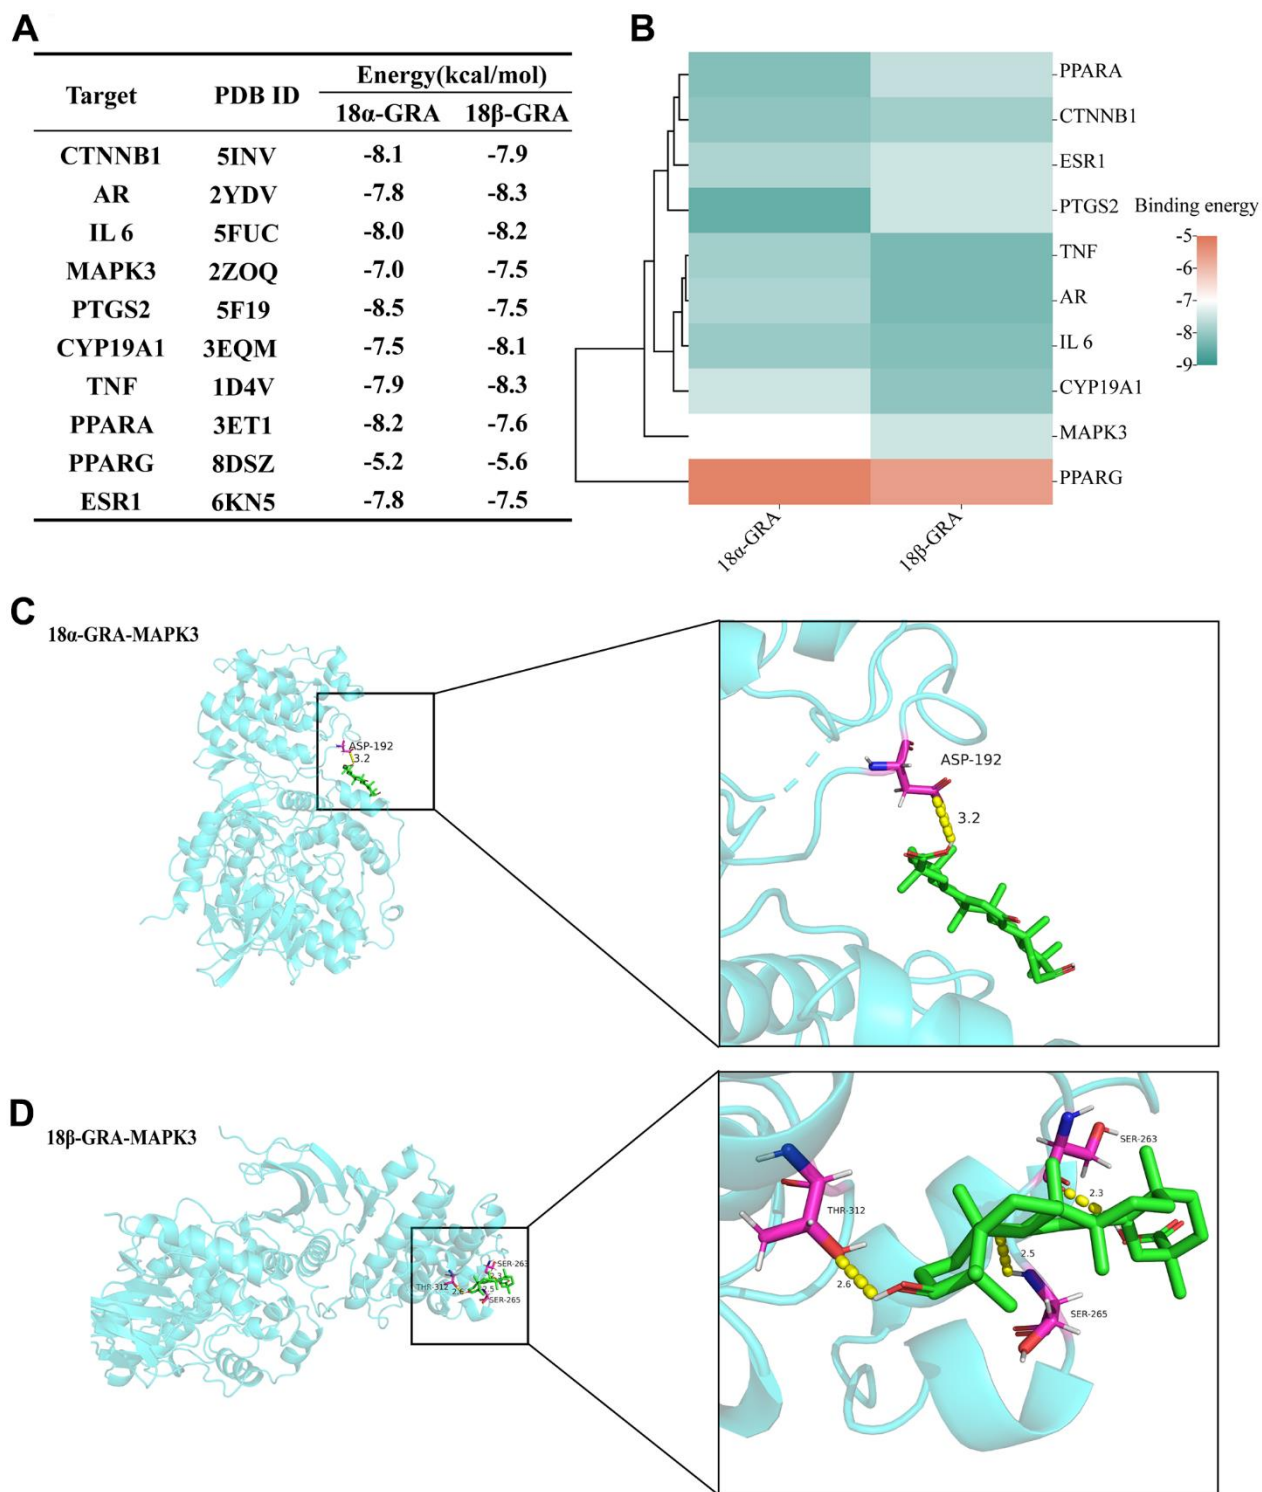 A
Target PDB ID Energy(kcal/mol)
18α-GRA 18β-GRA
CTNNB1 5INV -8.1 -7.9
AR 2YDV -7.8 -8.3
IL 6 5FUC -8.0 -8.2
MAPK3 2ZOQ -7.0 -7.5
PTGS2 5F19 -8.5 -7.5
CYP19A1 3EQM -7.5 -8.1
TNF 1D4V -7.9 -8.3
PPARA 3ET1 -8.2 -7.6
PPARG 8DSZ -5.2 -5.6
ESR1 6KN5 -7.8 -7.5
B
PPARA
CTNNB1
ESR1
PTGS2
TNF
AR
IL 6
CYP19A1
MAPK3
PPARG
18α-GRA
18β-GRA
Binding energy
-5
-6
-7
-8
-9
C
18α-GRA-MAPK3
ASP-192
3.2
ASP-192
3.2
D
18β-GRA-MAPK3
SER-263
THR-312
2.3
2.6
2.5
SER-265
SER-263
2.3
THR-312
2.5
2.6
SER-265